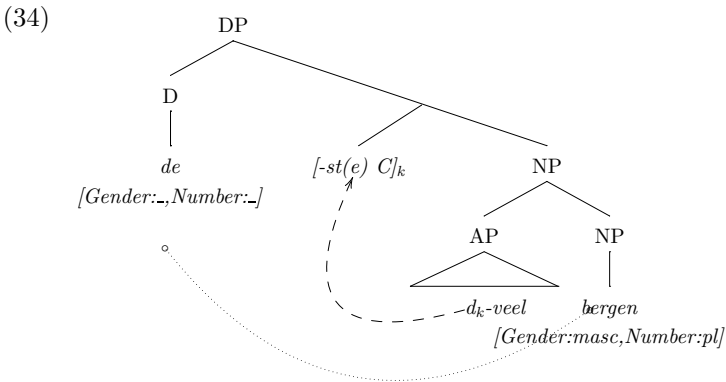 (34)
DP
D
de
[Gender:_,Number:_]
[-st(e) C]k
NP
AP
NP
dk-veel
bergen
[Gender:masc,Number:pl]